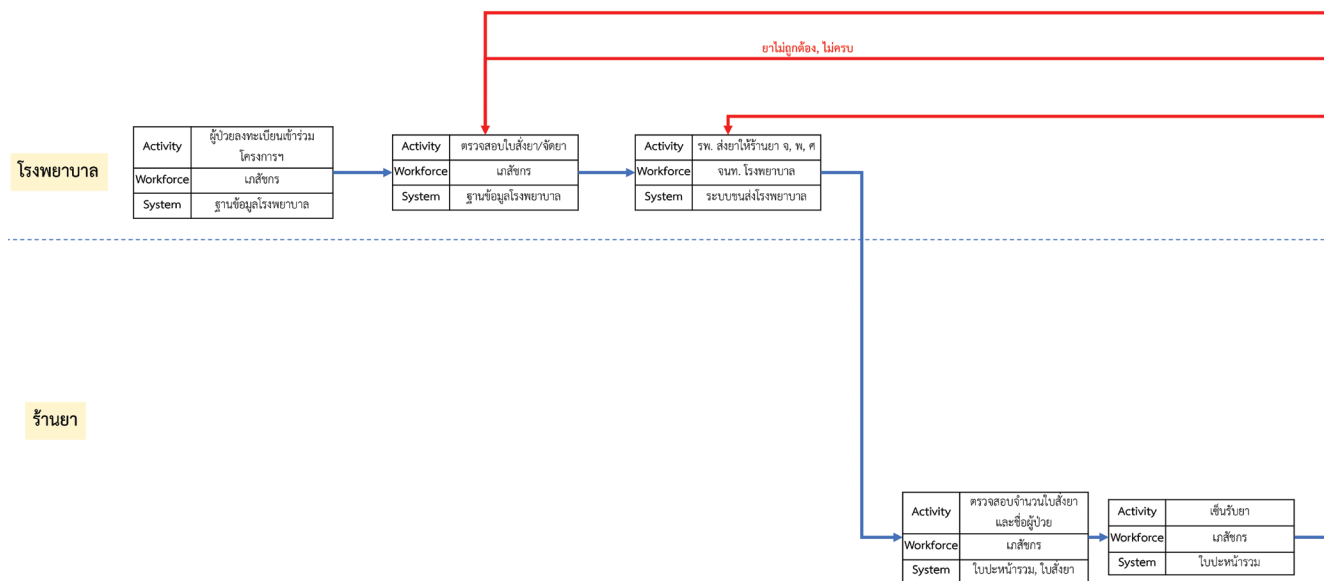 ยาไม่ถูกต้อง, ไม่ครบ
โรงพยาบาล
Activity ผู้ป่วยลงทะเบียนเข้าร่วม
โครงการฯ
Workforce เภสัชกร
System ฐานข้อมูลโรงพยาบาล
Activity ตรวจสอบใบสั่งยา/จัดยา
Workforce เภสัชกร
System ฐานข้อมูลโรงพยาบาล
Activity รพ. ส่งยาให้ร้านยา จ, พ, ศ
Workforce จนท. โรงพยาบาล
System ระบบขนส่งโรงพยาบาล
ร้านยา
Activity ตรวจสอบจำนวนใบสั่งยา
และชื่อผู้ป่วย
Workforce เภสัชกร
System ใบปะหน้ารวม, ใบสั่งยา
Activity เซ็นรับยา
Workforce เภสัชกร
System ใบปะหน้ารวม